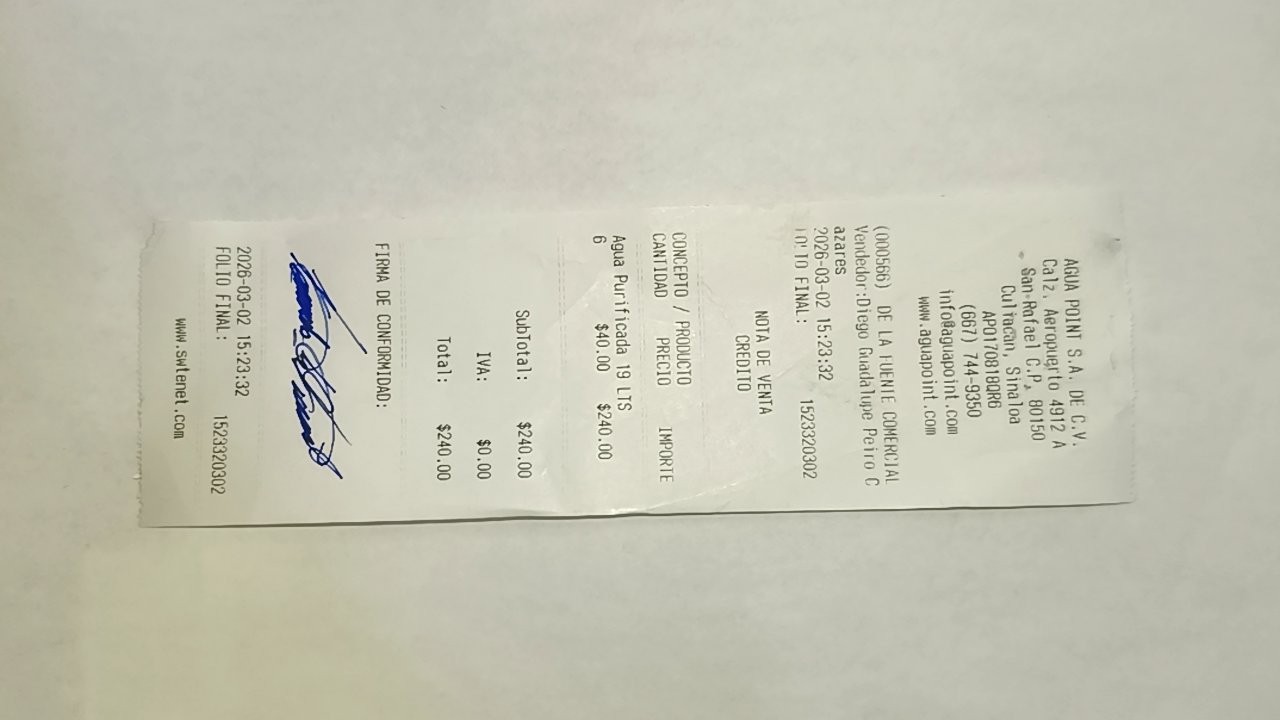 AGUA POINT S.A. DE C.V.
Calz. Aeropuerto 4912 A
San Rafael C.P. 80150
Culiacan, Sinaloa
APO170818QR6
(667) 744-9350
info@aguapoint.com
www.aguapoint.com
(000566) DE LA FUENTE COMERCIAL
Vendedor:Diego Guadalupe Peiro C
azares
2026-03-02 15:23:32
FOLIO FINAL: 1523320302
NOTA DE VENTA
CREDITO
CONCEPTO / PRODUCTO
CANTIDAD PRECIO IMPORTE
Agua Purificada 19 LTS
6 $40.00 $240.00
SubTotal: $240.00
IVA: $0.00
Total: $240.00
FIRMA DE CONFORMIDAD:
2026-03-02 15:23:32
FOLIO FINAL: 1523320302
www.swtenet.com